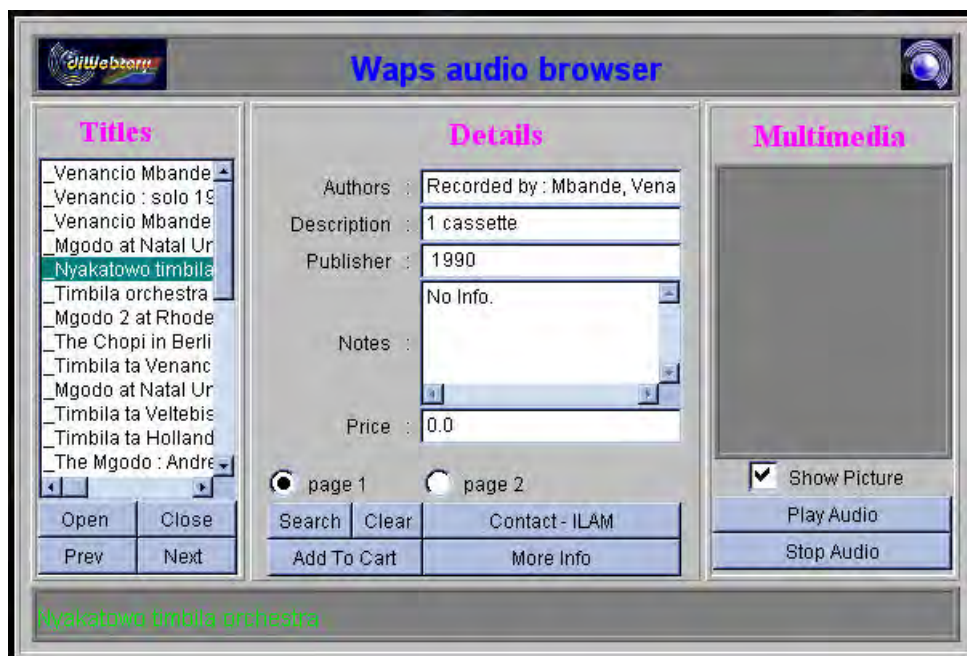 diWebrary
Waps audio browser
Titles
_Venancio Mbande
_Venancio : solo 19
_Venancio Mbande
_Mgodo at Natal Ur
_Nyakatowo timbila
_Timbila orchestra
_Mgodo 2 at Rhode
_The Chopi in Berli
_Timbila ta Venanc
_Mgodo at Natal Ur
_Timbila ta Veltebis
_Timbila ta Holland
_The Mgodo : Andre
Open Close
Prev Next
Details
Authors : Recorded by : Mbande, Vena
Description : 1 cassette
Publisher : 1990
Notes : No Info.
Price : 0.0
page 1 page 2
Search Clear Contact - ILAM
Add To Cart More Info
Multimedia
Show Picture
Play Audio
Stop Audio
Nyakatowo timbila orchestra